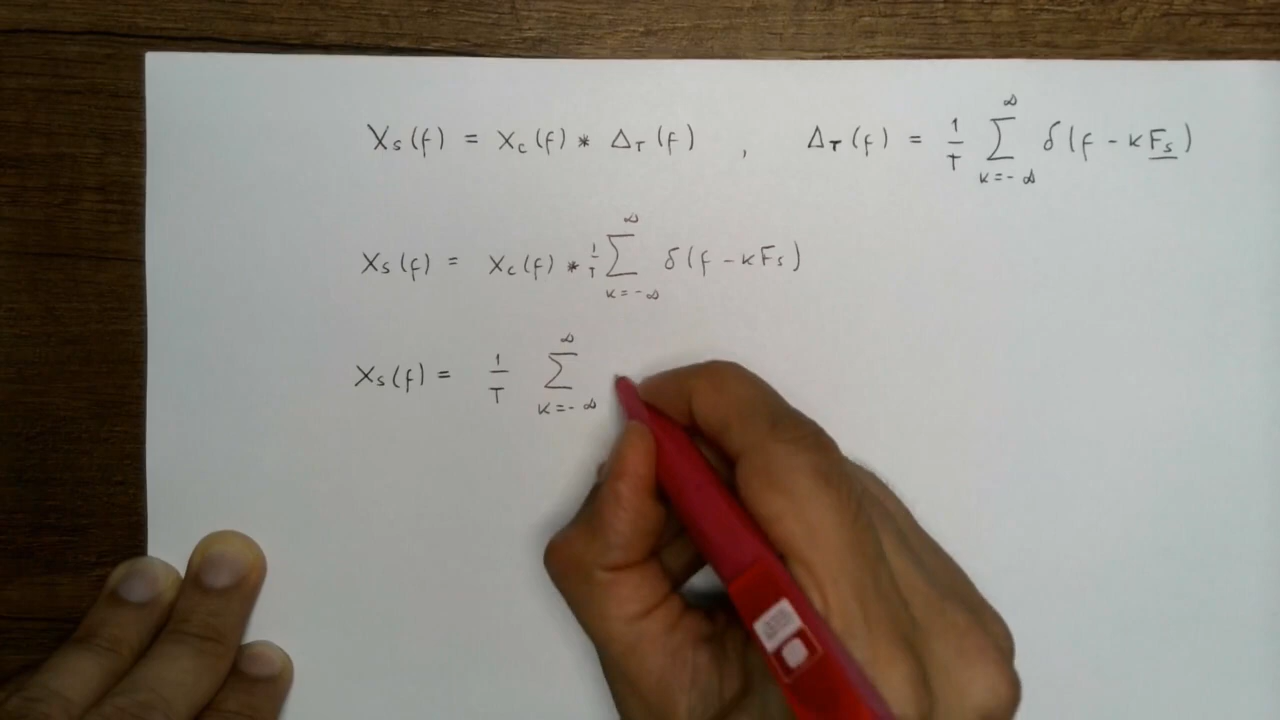 Xs(f) = Xc(f) * ΔT(f) , ΔT(f) = 1/T ∑_{k=-∞}^{∞} δ(f - kFs)
Xs(f) = Xc(f) * 1/T ∑_{k=-∞}^{∞} δ(f - kFs)
Xs(f) = 1/T ∑_{k=-∞}^{∞}